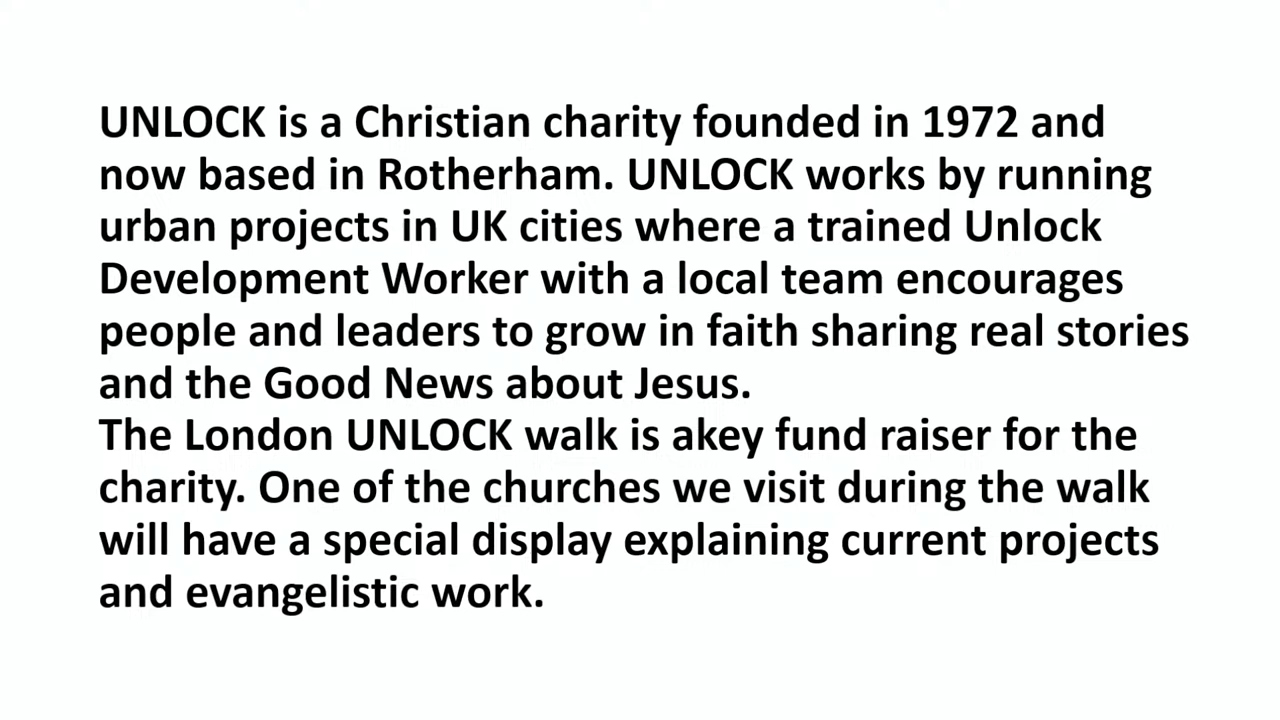 UNLOCK is a Christian charity founded in 1972 and
now based in Rotherham. UNLOCK works by running
urban projects in UK cities where a trained Unlock
Development Worker with a local team encourages
people and leaders to grow in faith sharing real stories
and the Good News about Jesus.
The London UNLOCK walk is akey fund raiser for the
charity. One of the churches we visit during the walk
will have a special display explaining current projects
and evangelistic work.